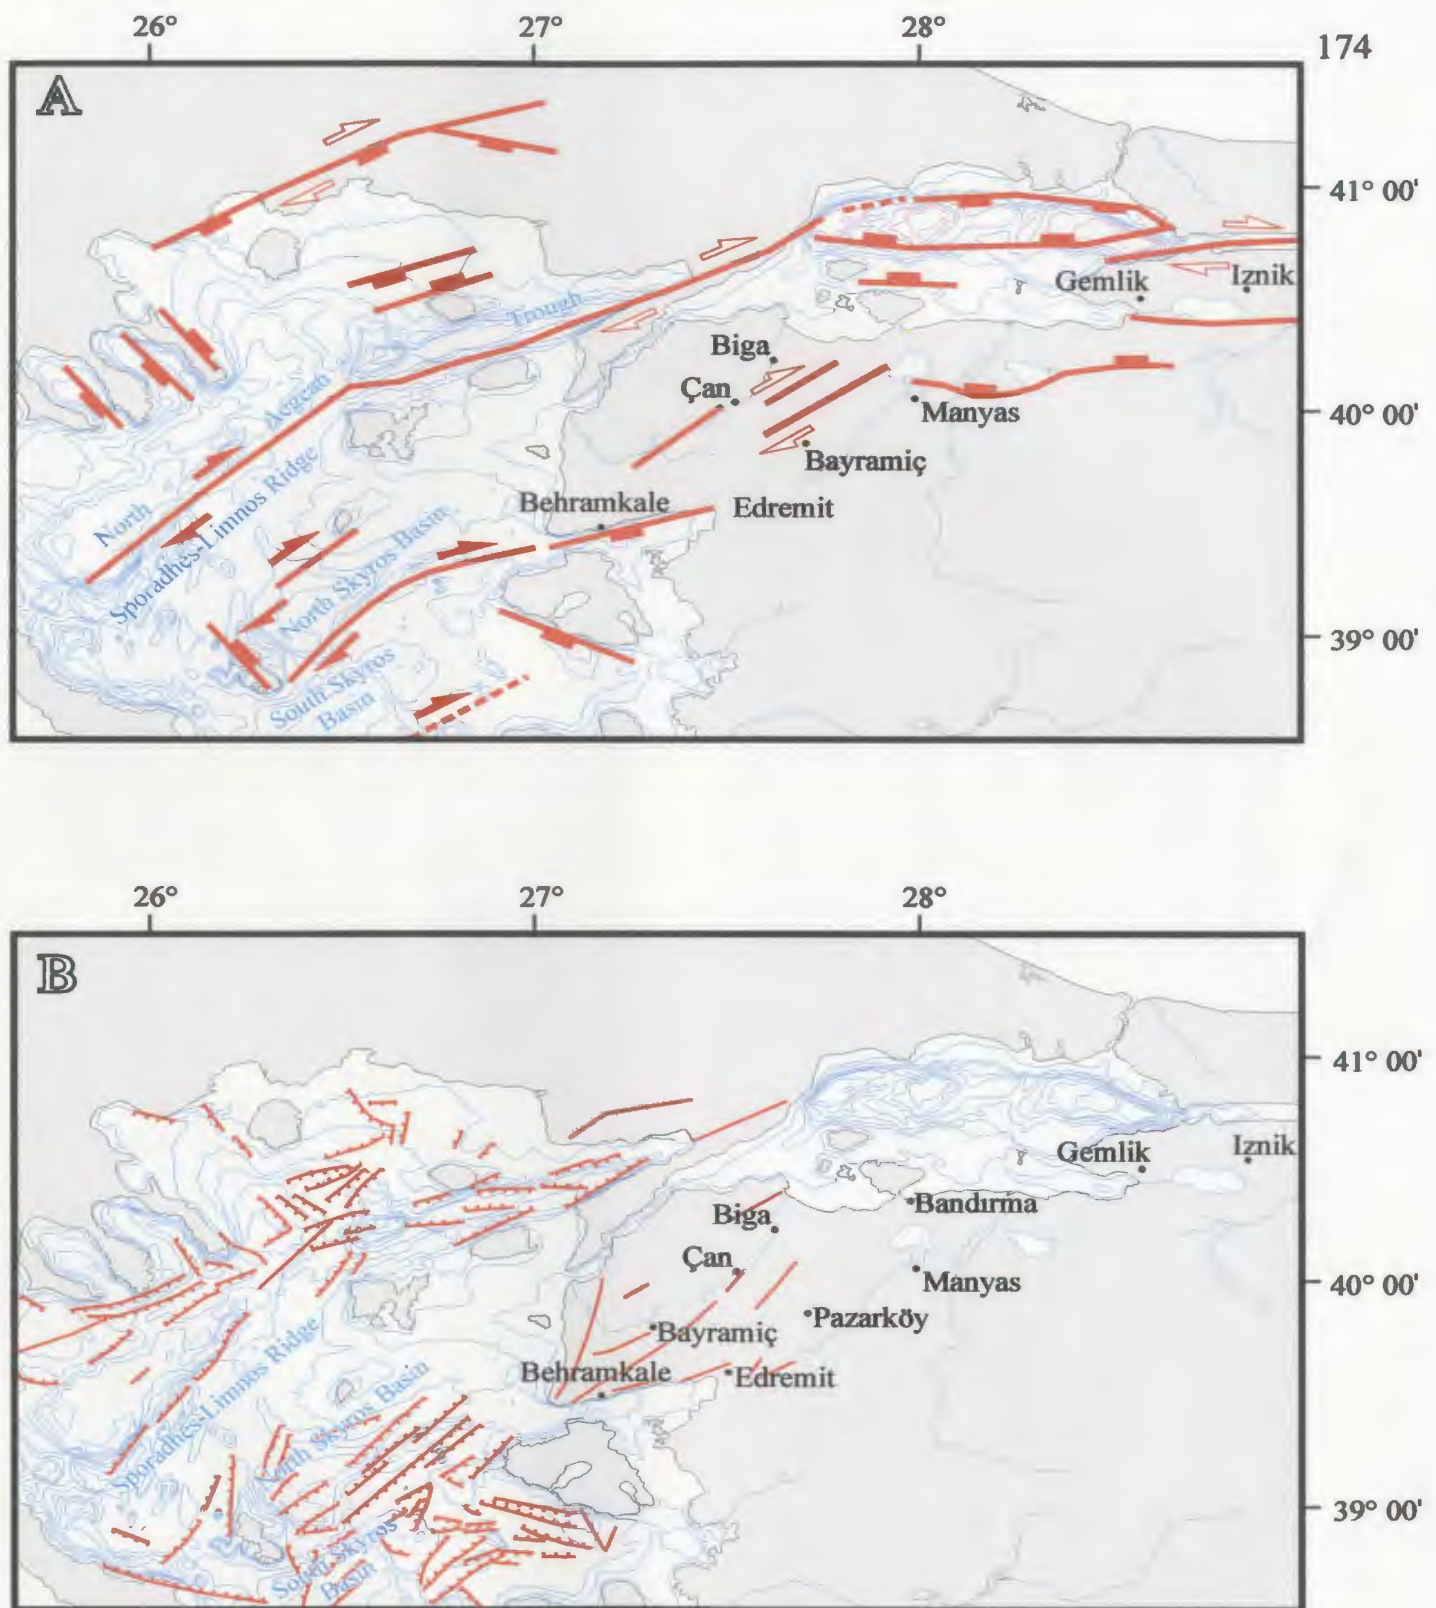 26° 27° 28°
174
A
41° 00'
Gemlik
Iznik
Trough
Biga
Çan
Aegean
40° 00'
Manyas
Bayramiç
North
Sporadhes-Limnos Ridge
Behramkale
Edremit
North Skyros Basin
39° 00'
South Skyros
Basin
26° 27° 28°
B
41° 00'
Gemlik
Iznik
Bandırma
Biga
Çan
Manyas
40° 00'
Pazarköy
Bayramiç
Sporadhes-Limnos Ridge
Behramkale
Edremit
North Skyros Basin
39° 00'
South Skyros
Basin